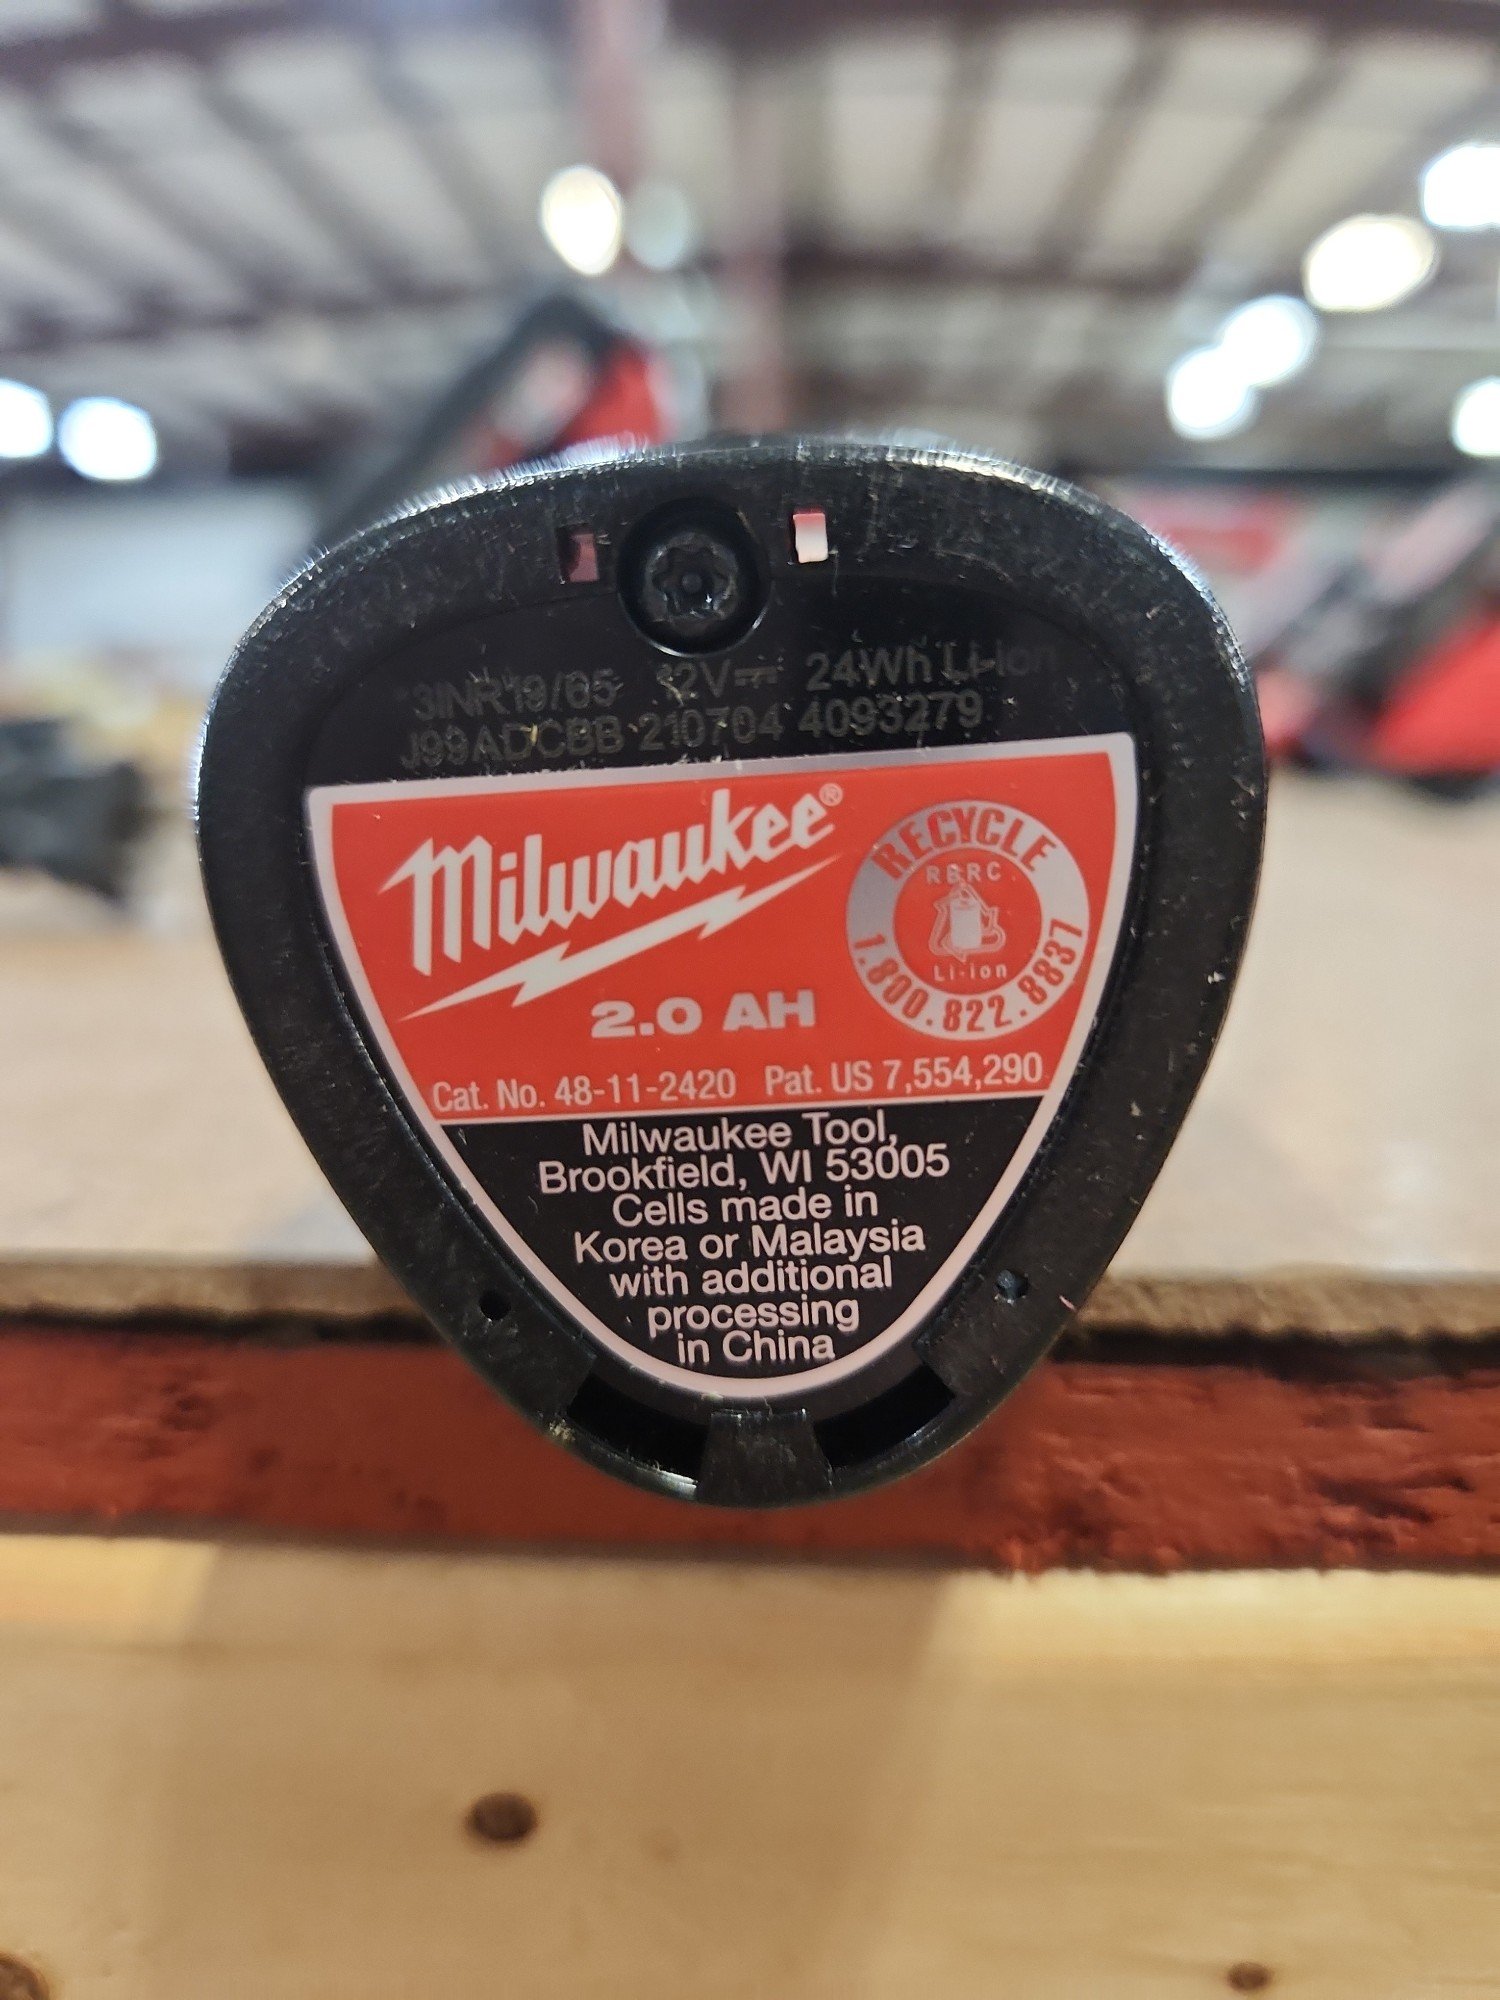 3INR19/65 12V⎓ 24Wh Li-Ion
J99ADCBB 210704 4093279
Milwaukee®
2.0 AH
RECYCLE
RBRC
Li-ion
1.800.822.8837
Cat. No. 48-11-2420 Pat. US 7,554,290
Milwaukee Tool,
Brookfield, WI 53005
Cells made in
Korea or Malaysia
with additional
processing
in China